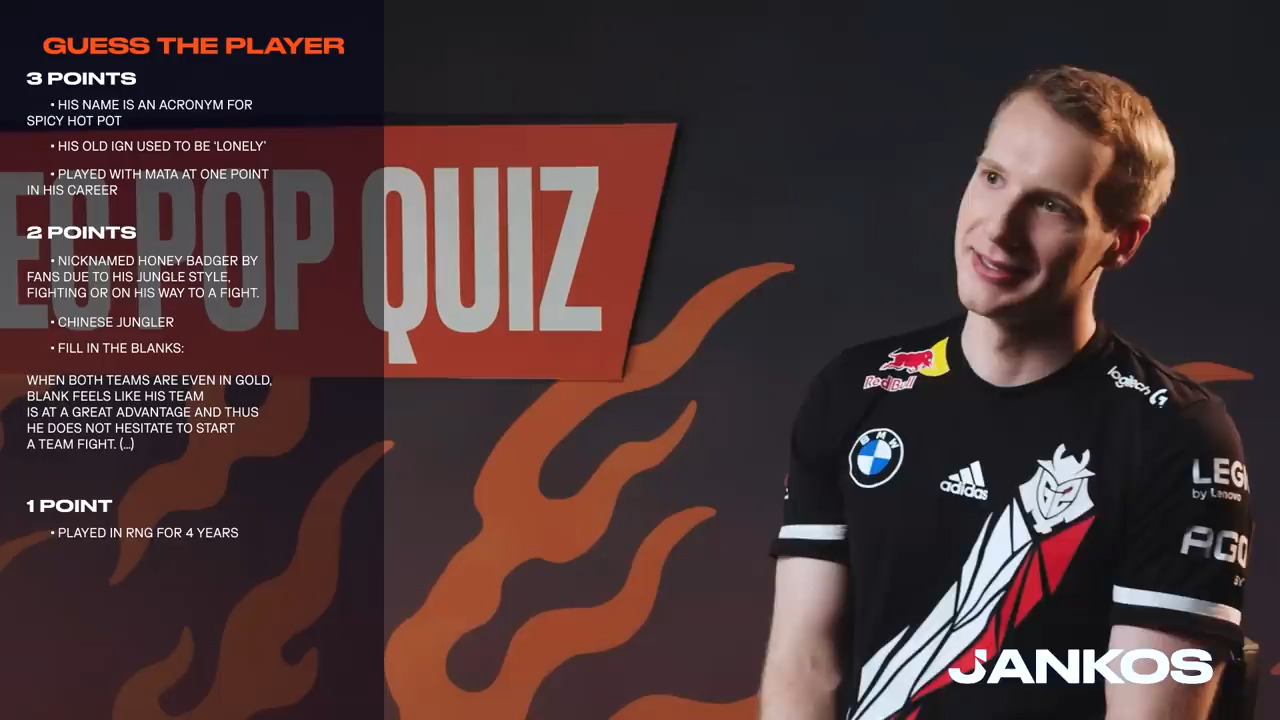 GUESS THE PLAYER
3 POINTS
• HIS NAME IS AN ACRONYM FOR
SPICY HOT POT
• HIS OLD IGN USED TO BE 'LONELY'
• PLAYED WITH MATA AT ONE POINT
IN HIS CAREER
2 POINTS
• NICKNAMED HONEY BADGER BY
FANS DUE TO HIS JUNGLE STYLE,
FIGHTING OR ON HIS WAY TO A FIGHT.
• CHINESE JUNGLER
• FILL IN THE BLANKS:
WHEN BOTH TEAMS ARE EVEN IN GOLD,
BLANK FEELS LIKE HIS TEAM
IS AT A GREAT ADVANTAGE AND THUS
HE DOES NOT HESITATE TO START
A TEAM FIGHT. (...)
1 POINT
• PLAYED IN RNG FOR 4 YEARS
POP QUIZ
Red Bull
logitech G
BMW
adidas
G2
by Lenovo
AGO
JANKOS